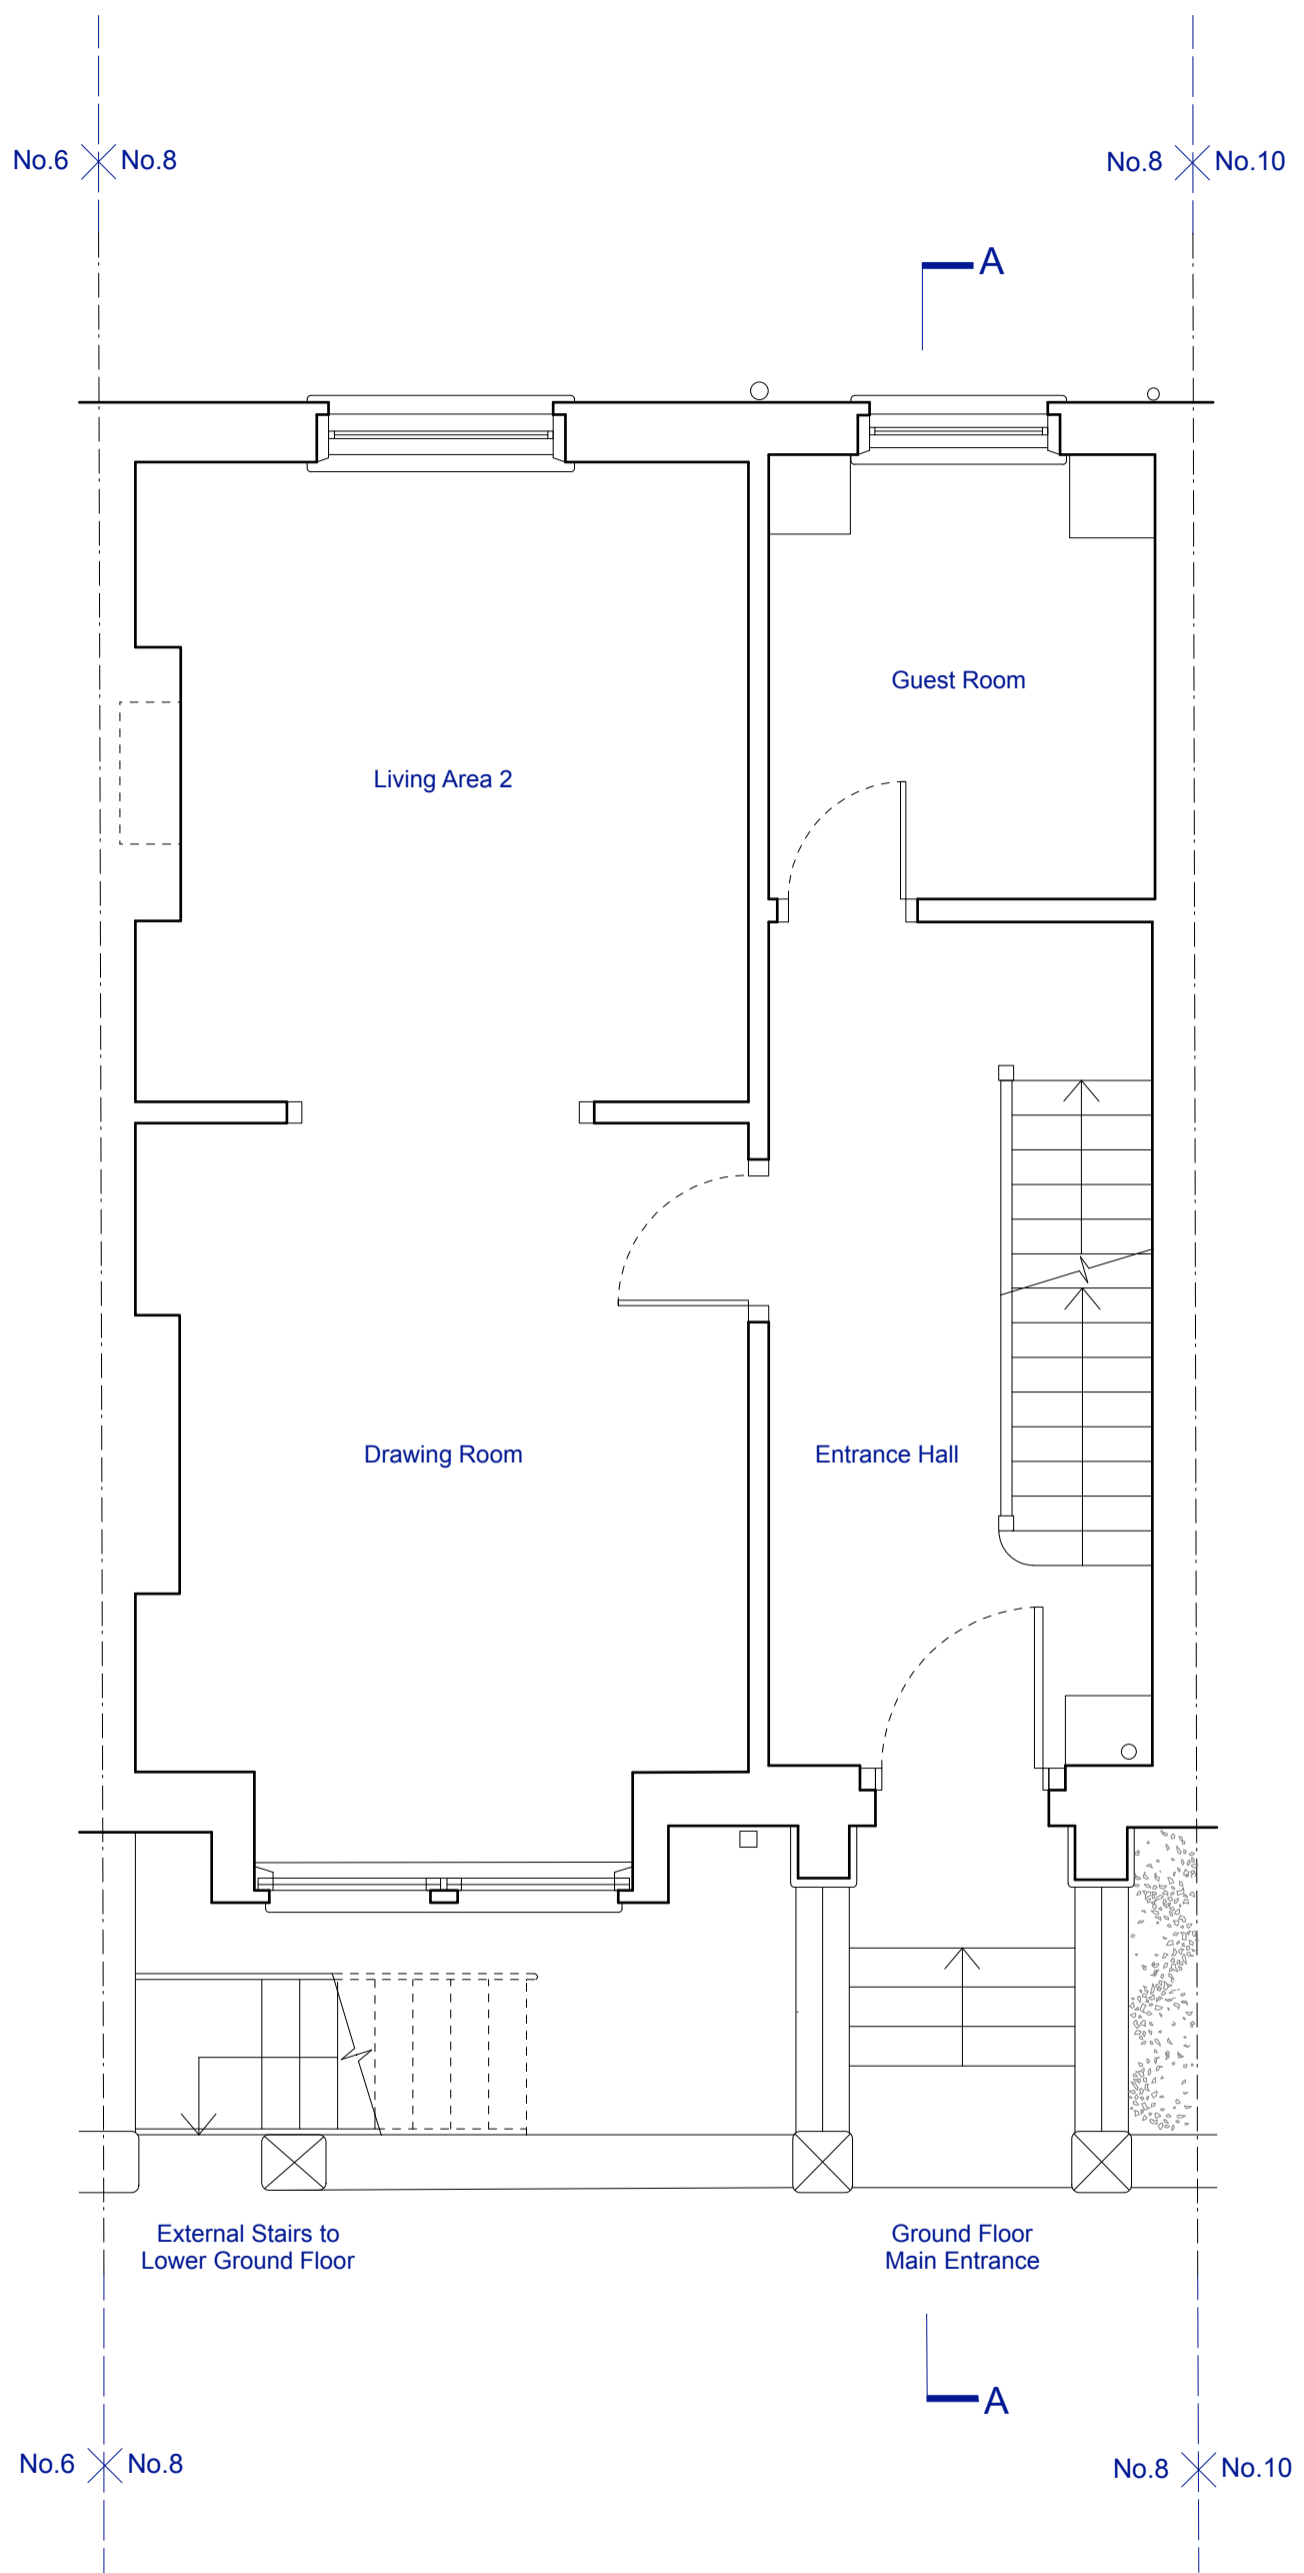 No.6 No.8
No.8 No.10
A
Guest Room
Living Area 2
Drawing Room
Entrance Hall
External Stairs to
Lower Ground Floor
Ground Floor
Main Entrance
A
No.6 No.8
No.8 No.10